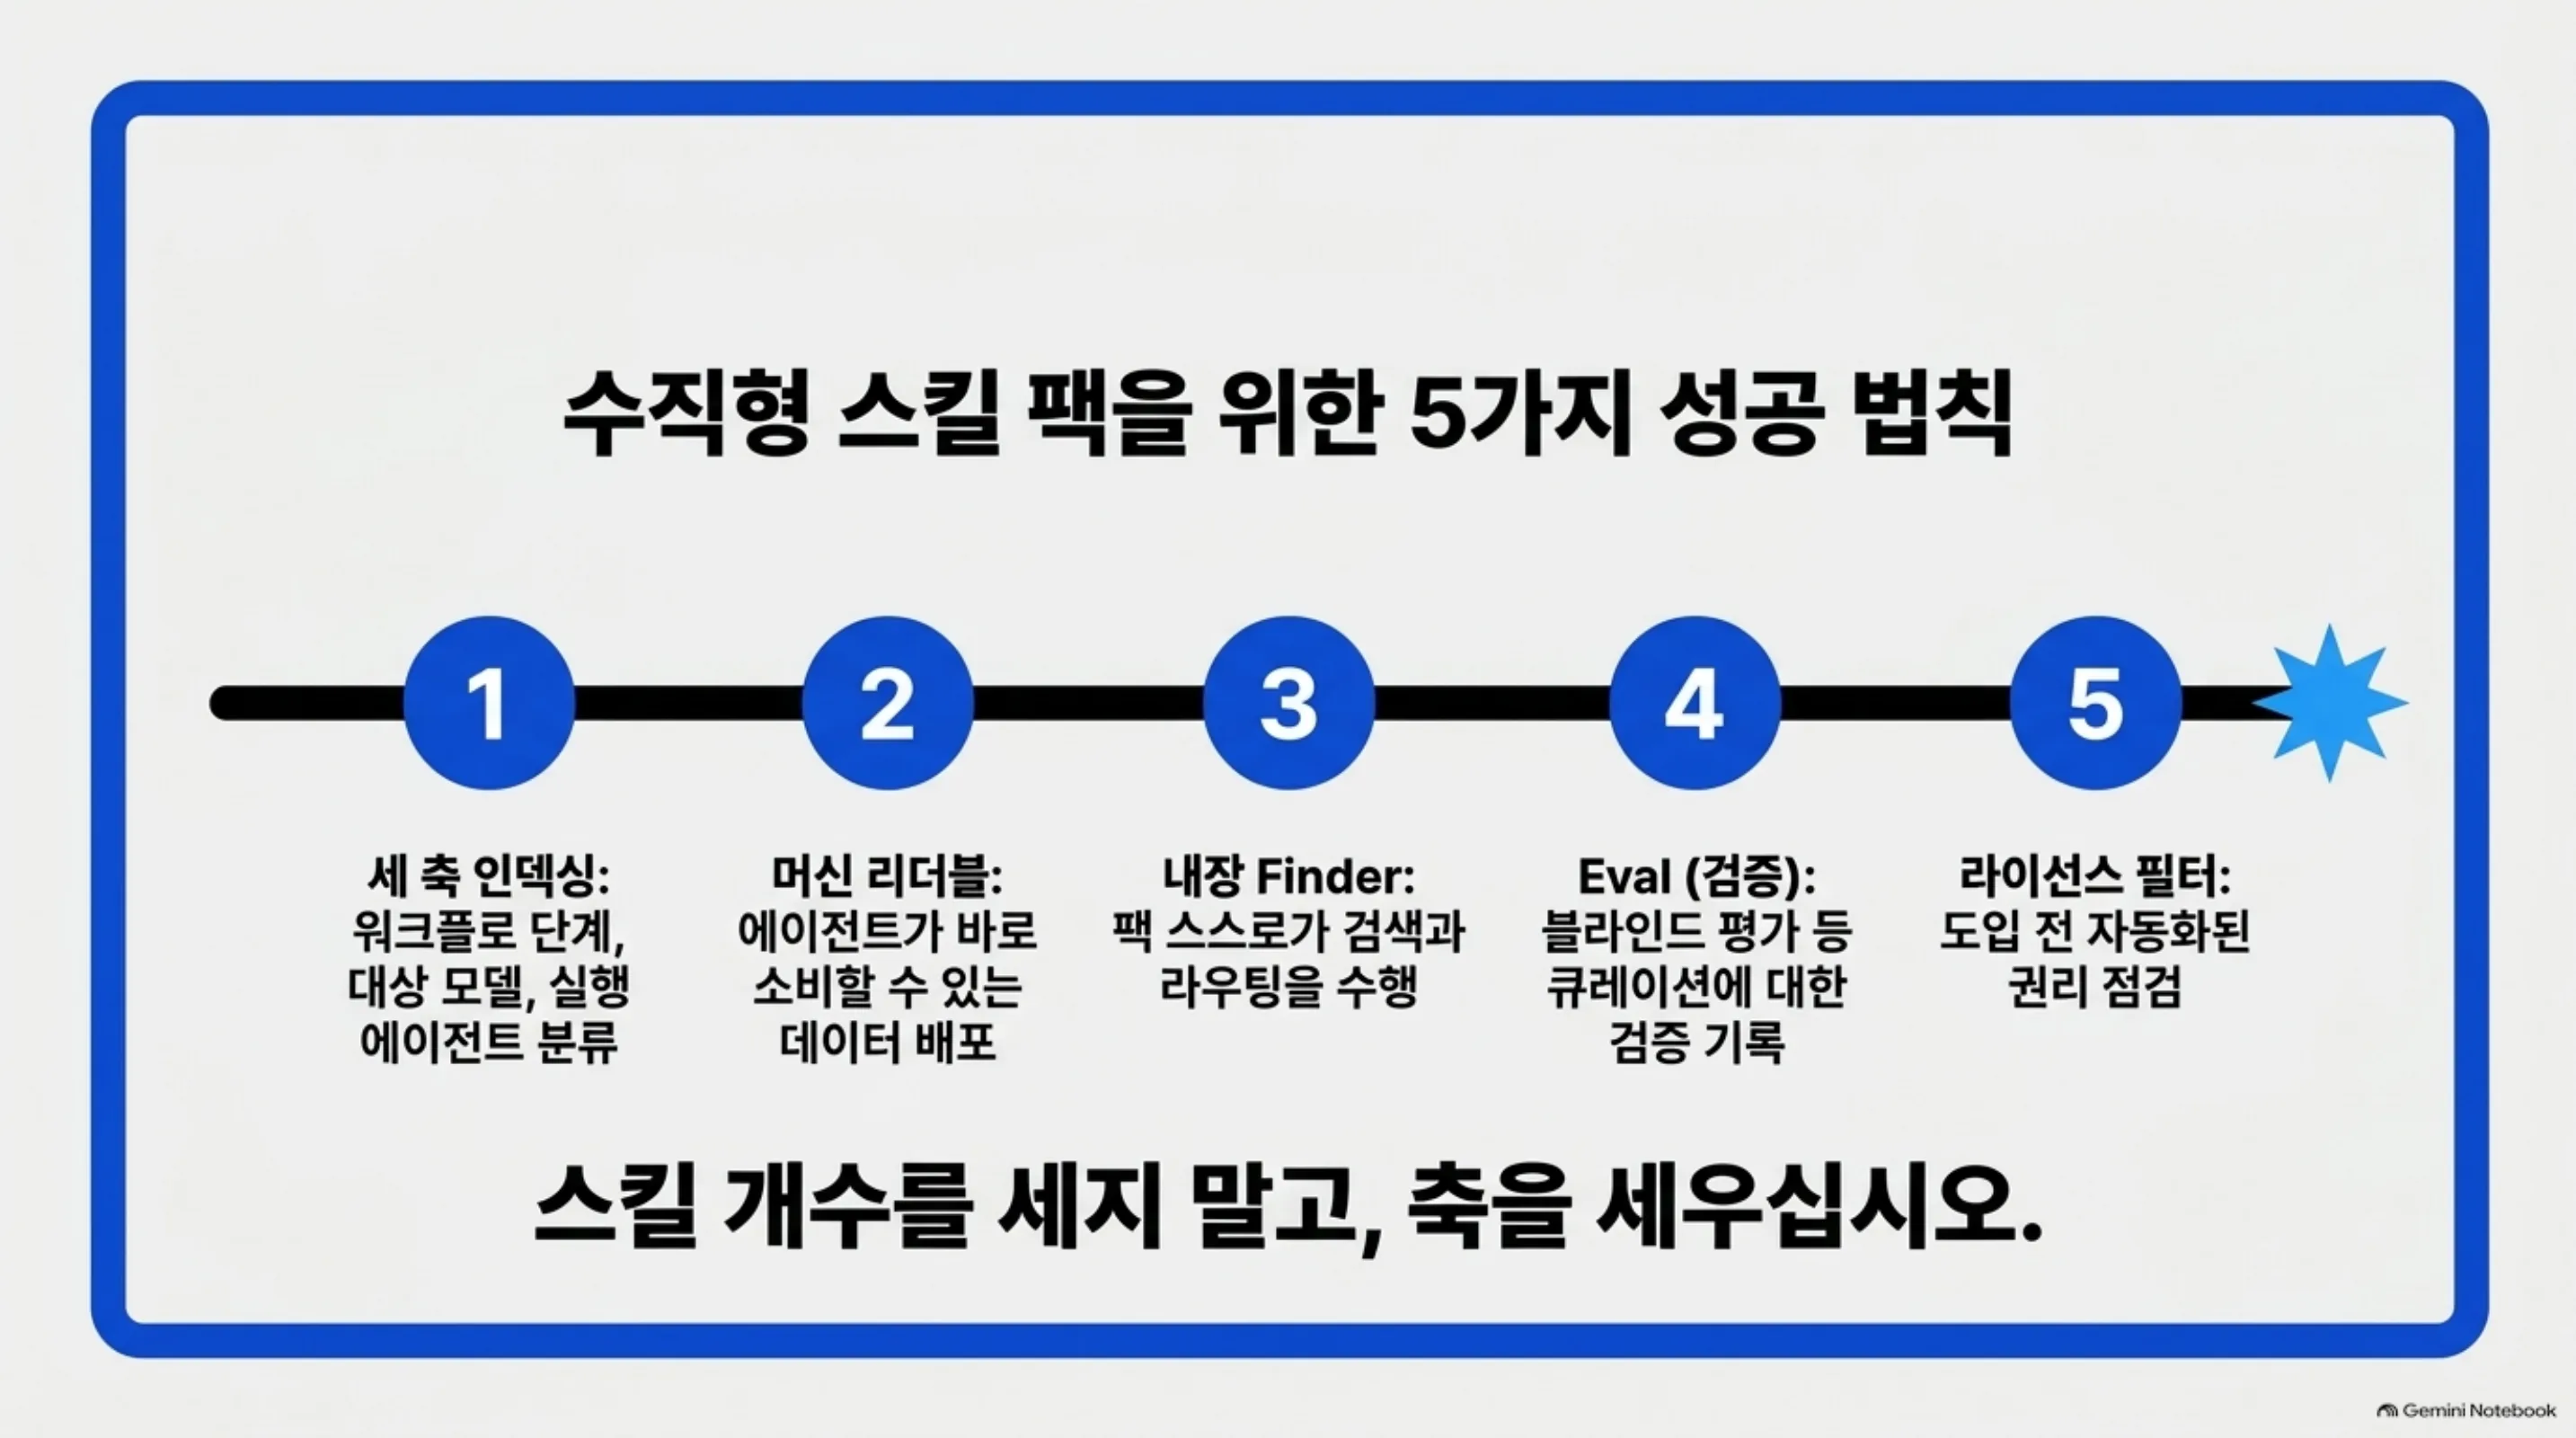 수직형 스킬 팩을 위한 5가지 성공 법칙
1
2
3
4
5
세 축 인덱싱:
워크플로 단계,
대상 모델, 실행
에이전트 분류
머신 리더블:
에이전트가 바로
소비할 수 있는
데이터 배포
내장 Finder:
팩 스스로가 검색과
라우팅을 수행
Eval (검증):
블라인드 평가 등
큐레이션에 대한
검증 기록
라이선스 필터:
도입 전 자동화된
권리 점검
스킬 개수를 세지 말고, 축을 세우십시오.
Gemini Notebook